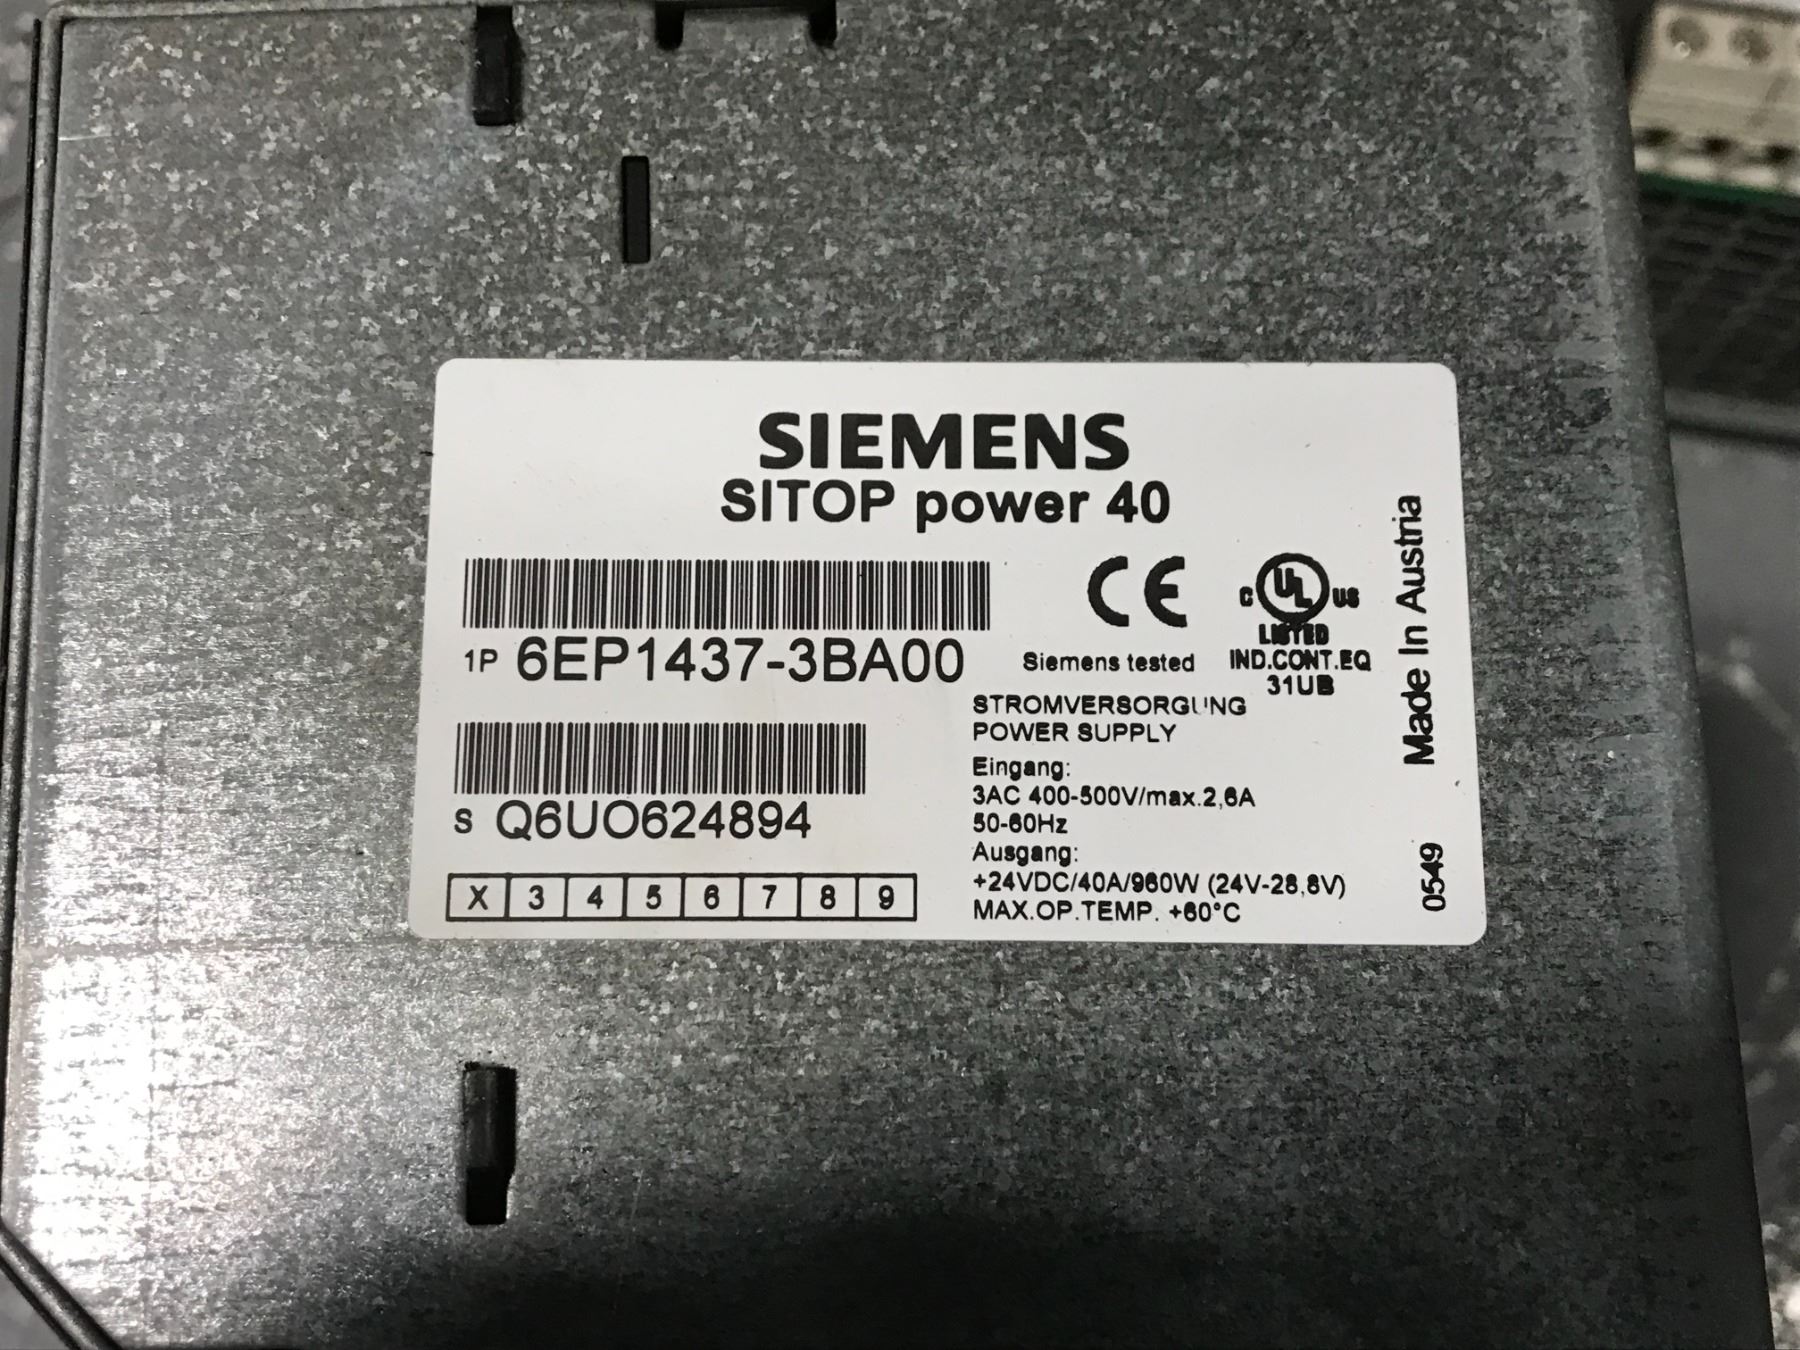 SIEMENS
SITOP power 40
1P 6EP1437-3BA00
Siemens tested
CE
C UL US
LISTED
IND.CONT.EQ
31UB
STROMVERSORGUNG
POWER SUPPLY
S Q6UO624894
Eingang:
3AC 400-500V/max.2,6A
50-60Hz
Ausgang:
+24VDC/40A/960W (24V-28,8V)
MAX.OP.TEMP. +60°C
X 3 4 5 6 7 8 9
Made In Austria
0549